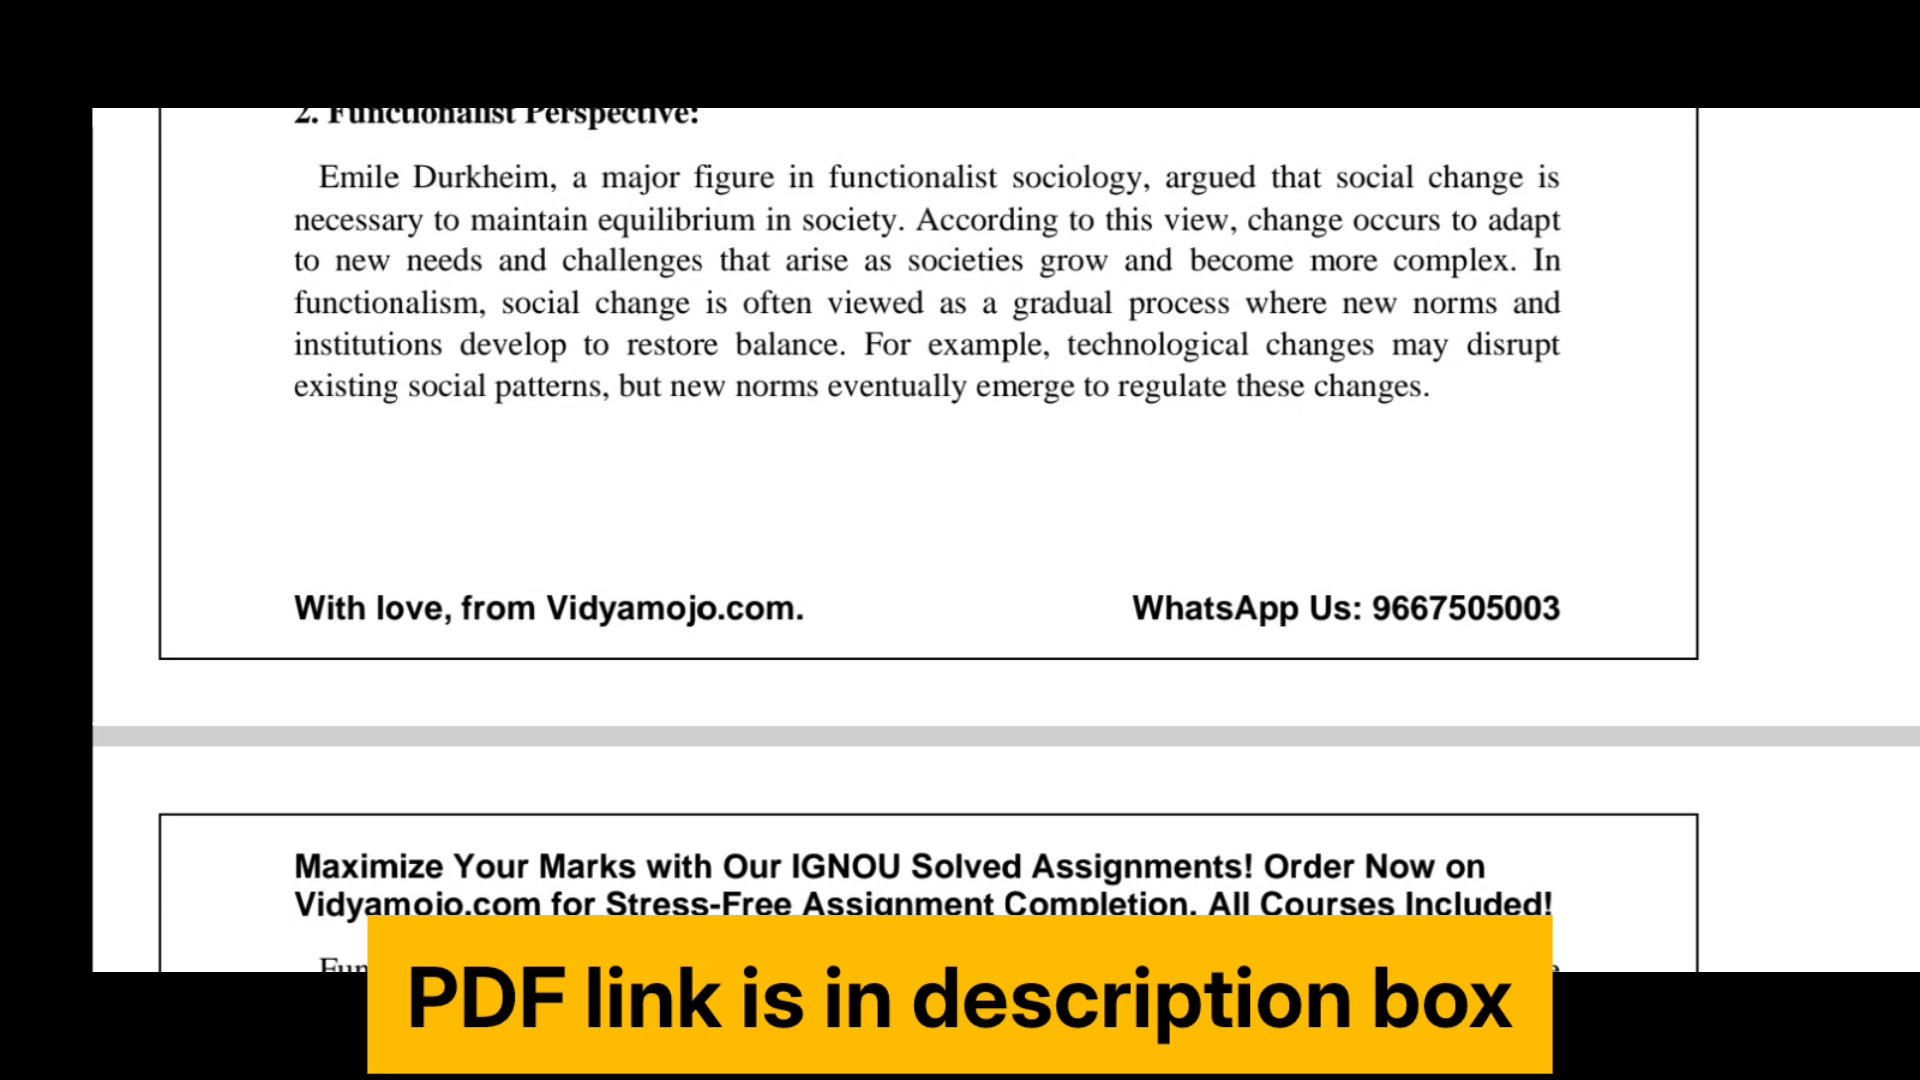 2. Functionalist Perspective:
Emile Durkheim, a major figure in functionalist sociology, argued that social change is
necessary to maintain equilibrium in society. According to this view, change occurs to adapt
to new needs and challenges that arise as societies grow and become more complex. In
functionalism, social change is often viewed as a gradual process where new norms and
institutions develop to restore balance. For example, technological changes may disrupt
existing social patterns, but new norms eventually emerge to regulate these changes.
With love, from Vidyamojo.com.
WhatsApp Us: 9667505003
Maximize Your Marks with Our IGNOU Solved Assignments! Order Now on
Vidyamojo.com for Stress-Free Assignment Completion. All Courses Included!
PDF link is in description box